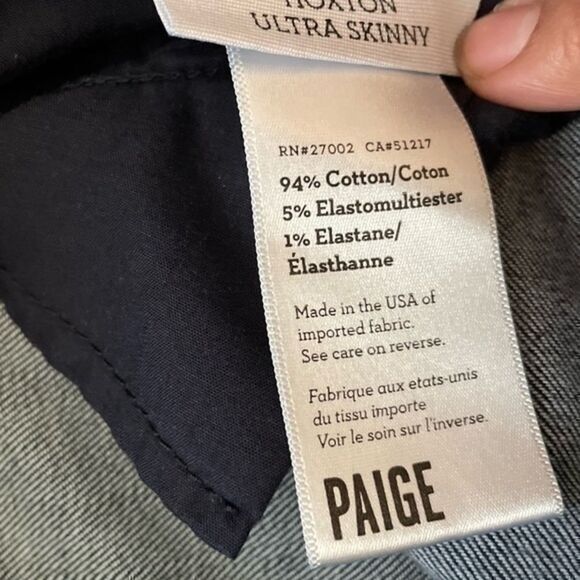 HOXTON
ULTRA SKINNY
RN#27002 CA#51217
94% Cotton/Coton
5% Elastomultiester
1% Elastane/
Élasthanne
Made in the USA of
imported fabric.
See care on reverse.
Fabrique aux etats-unis
du tissu importe
Voir le soin sur l'inverse.
PAIGE